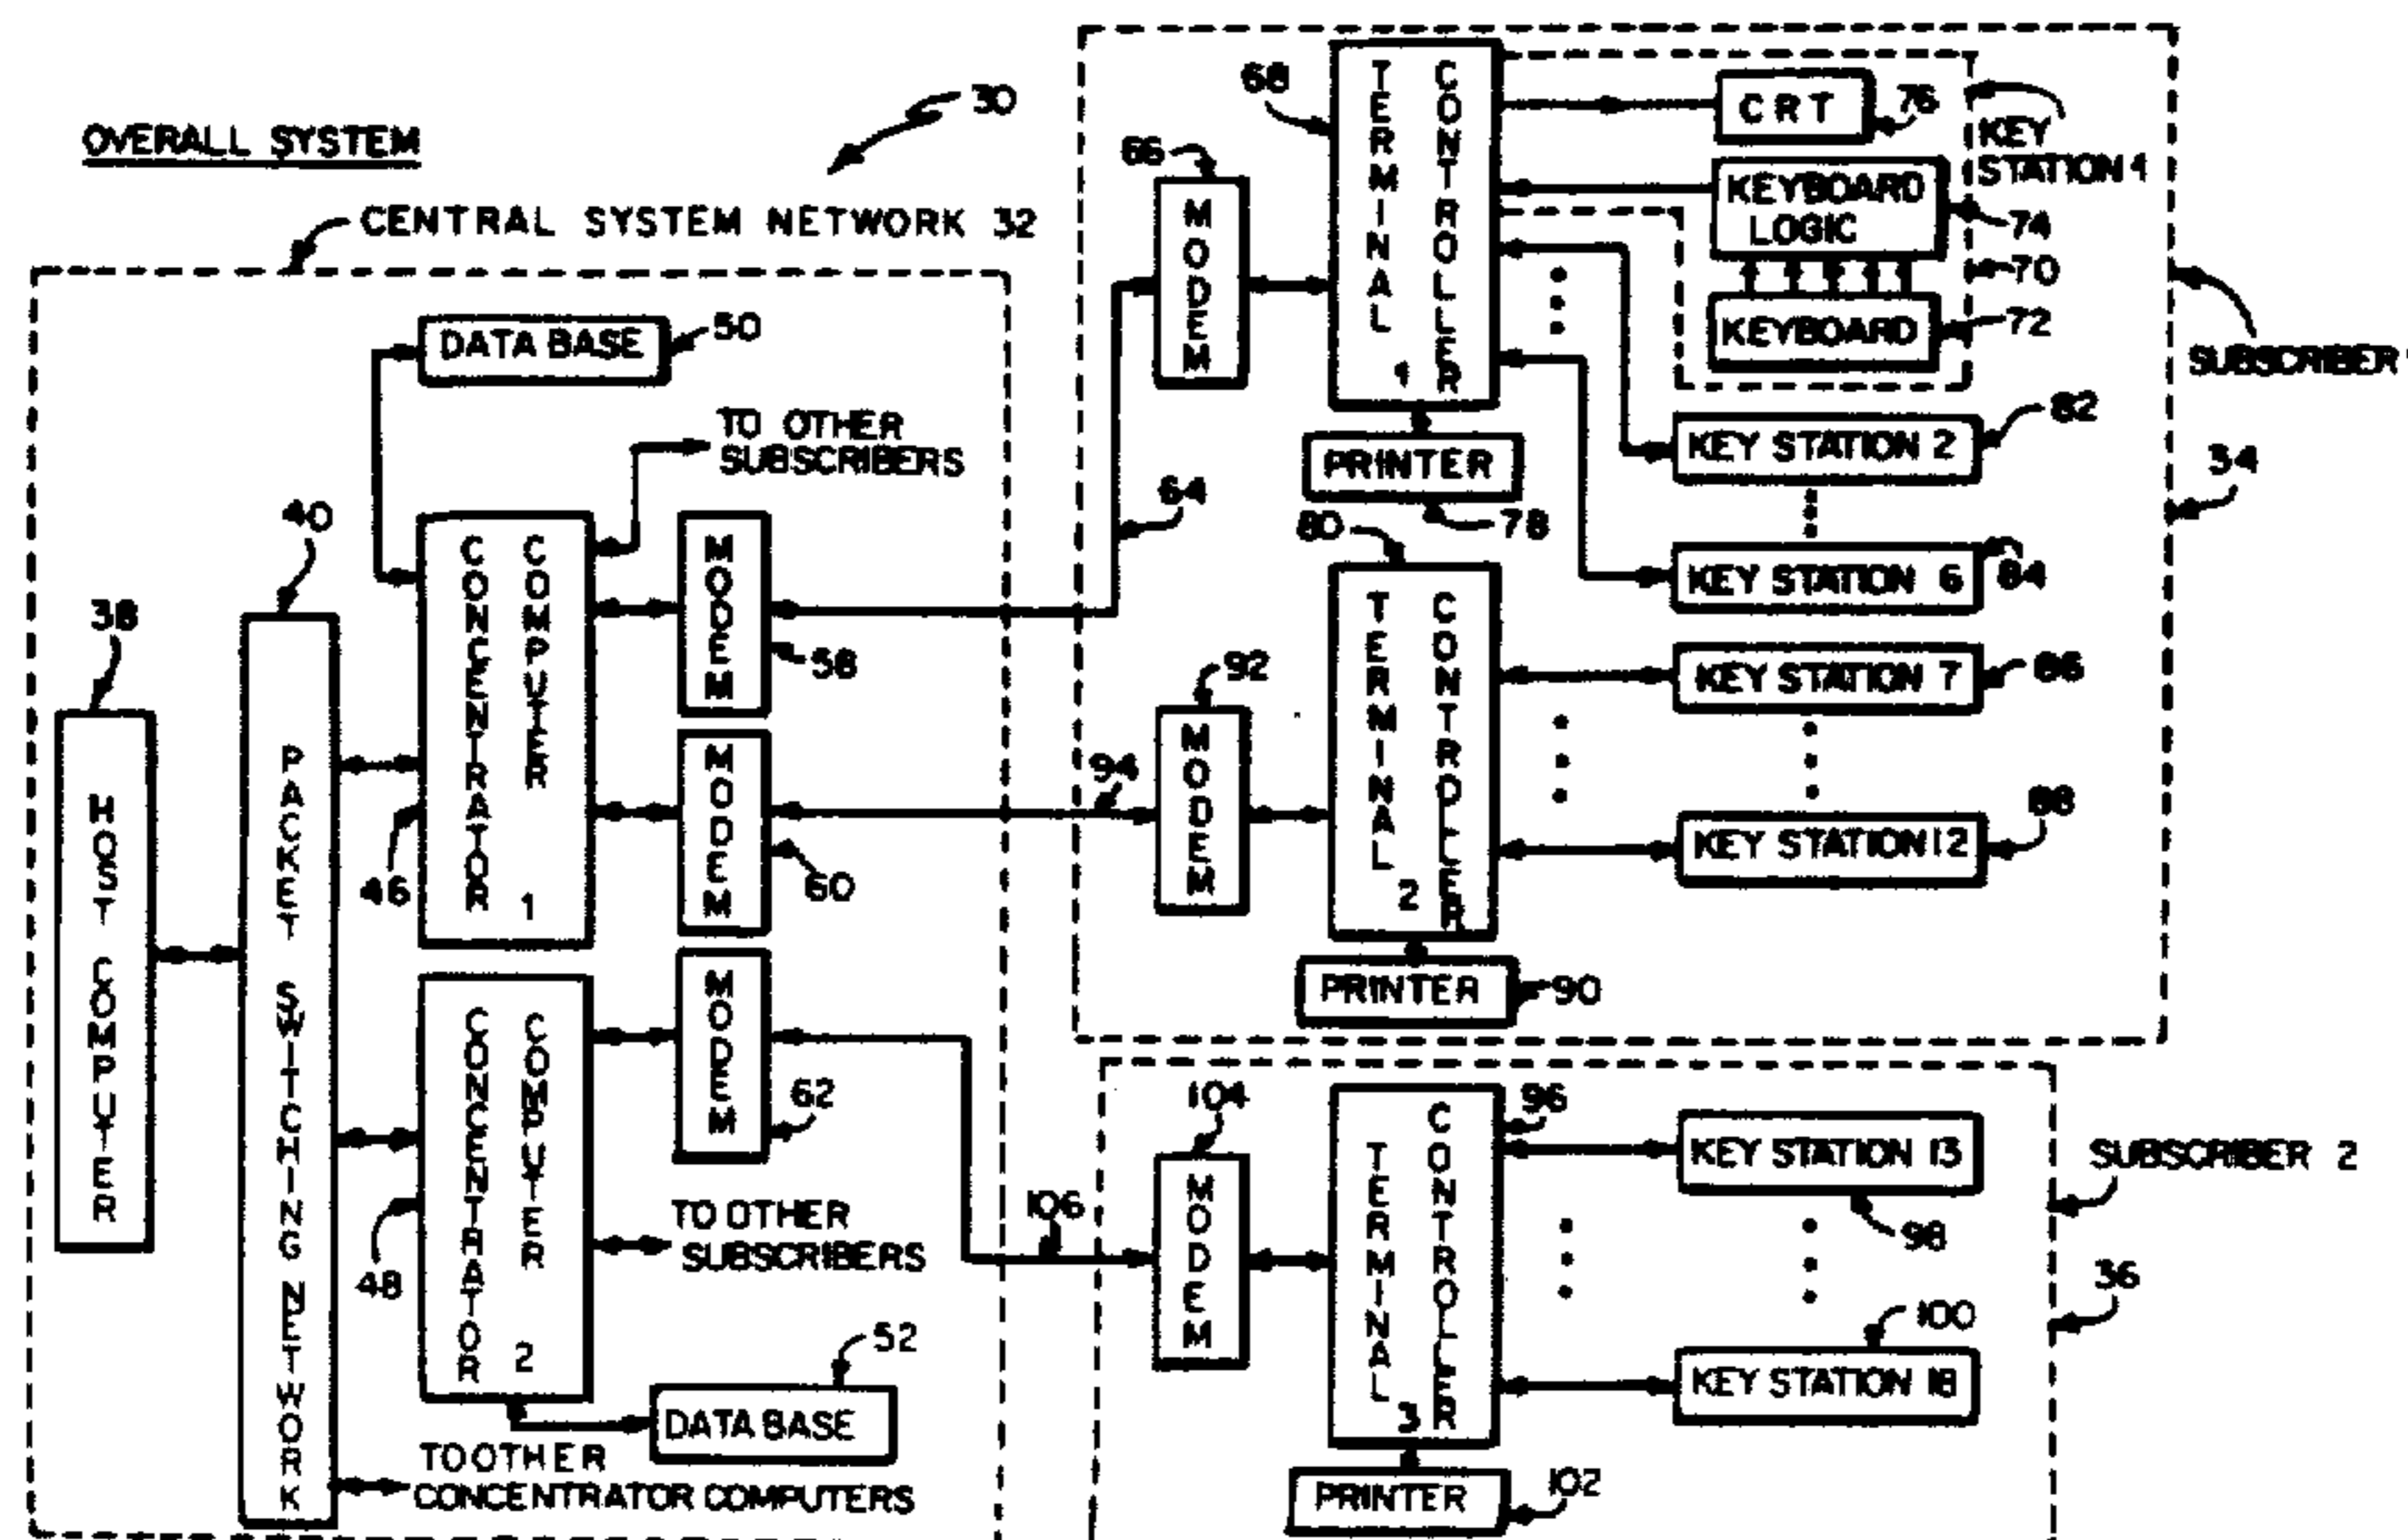 OVERALL SYSTEM
30
CENTRAL SYSTEM NETWORK 32
DATA BASE
50
TO OTHER
SUBSCRIBERS
40
38
HOST COMPUTER
PACKET SWITCHING NETWORK
CONCENTRATOR
COMPUTER
1
46
MODEM
58
MODEM
60
CONCENTRATOR
COMPUTER
2
48
MODEM
62
TO OTHER
SUBSCRIBERS
52
DATA BASE
TO OTHER
CONCENTRATOR COMPUTERS
64
94
106
66
MODEM
68
TERMINAL
CONTROLLER
1
CRT
76
KEY
STATION 1
KEYBOARD
LOGIC
74
70
KEYBOARD
72
SUBSCRIBER
PRINTER
78
KEY STATION 2
82
34
KEY STATION 6
84
80
92
MODEM
TERMINAL
CONTROLLER
2
KEY STATION 7
86
KEY STATION 12
88
PRINTER
90
104
MODEM
TERMINAL
CONTROLLER
3
96
KEY STATION 13
98
SUBSCRIBER 2
36
100
KEY STATION 18
PRINTER
102